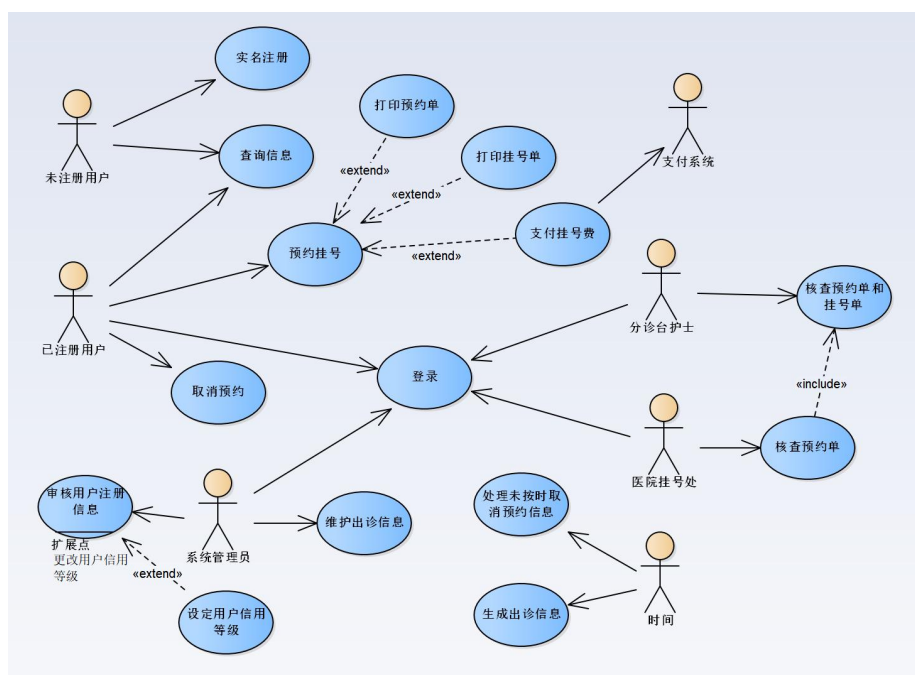 实名注册
打印预约单
支付系统
未注册用户
查询信息
打印挂号单
«extend»
«extend»
预约挂号
支付挂号费
«extend»
已注册用户
分诊台护士
核查预约单和
挂号单
登录
取消预约
«include»
医院挂号处
核查预约单
审核用户注册
信息
扩展点
更改用户信用
等级
系统管理员
维护出诊信息
处理未按时取
消预约信息
«extend»
设定用户信用
等级
生成出诊信息
时间